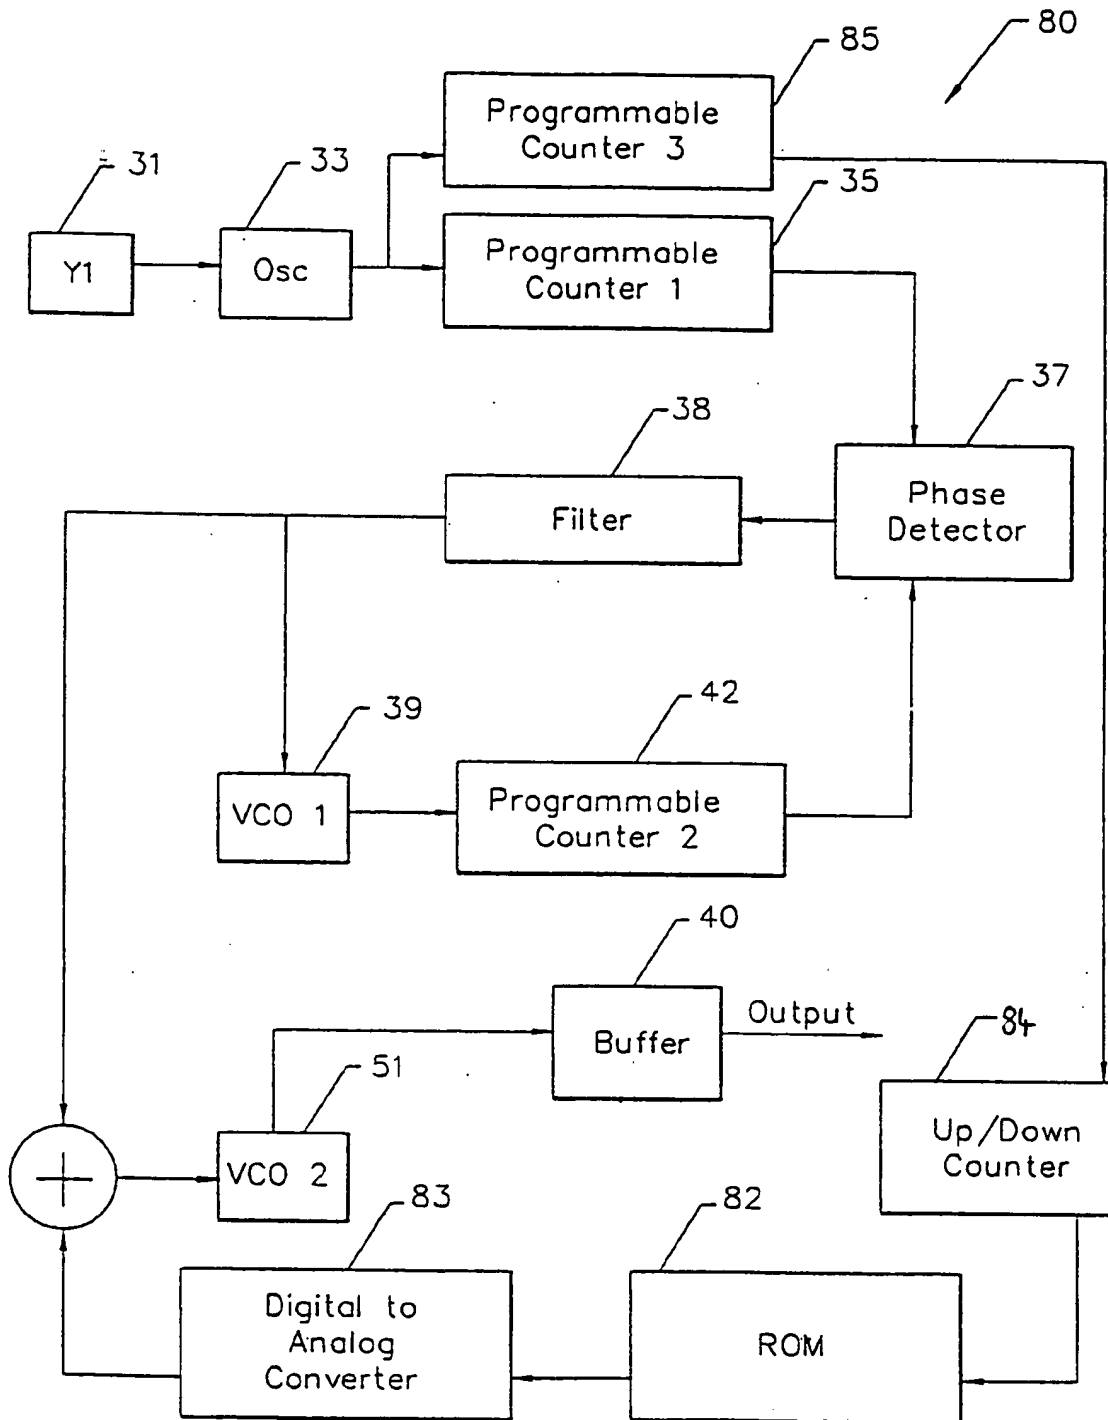 80
85
Programmable
Counter 3
31
33
35
Y1
Osc
Programmable
Counter 1
37
38
Phase
Detector
Filter
39
42
VCO 1
Programmable
Counter 2
40
Buffer
Output
84
51
Up/Down
Counter
VCO 2
83
82
Digital to
Analog
Converter
ROM